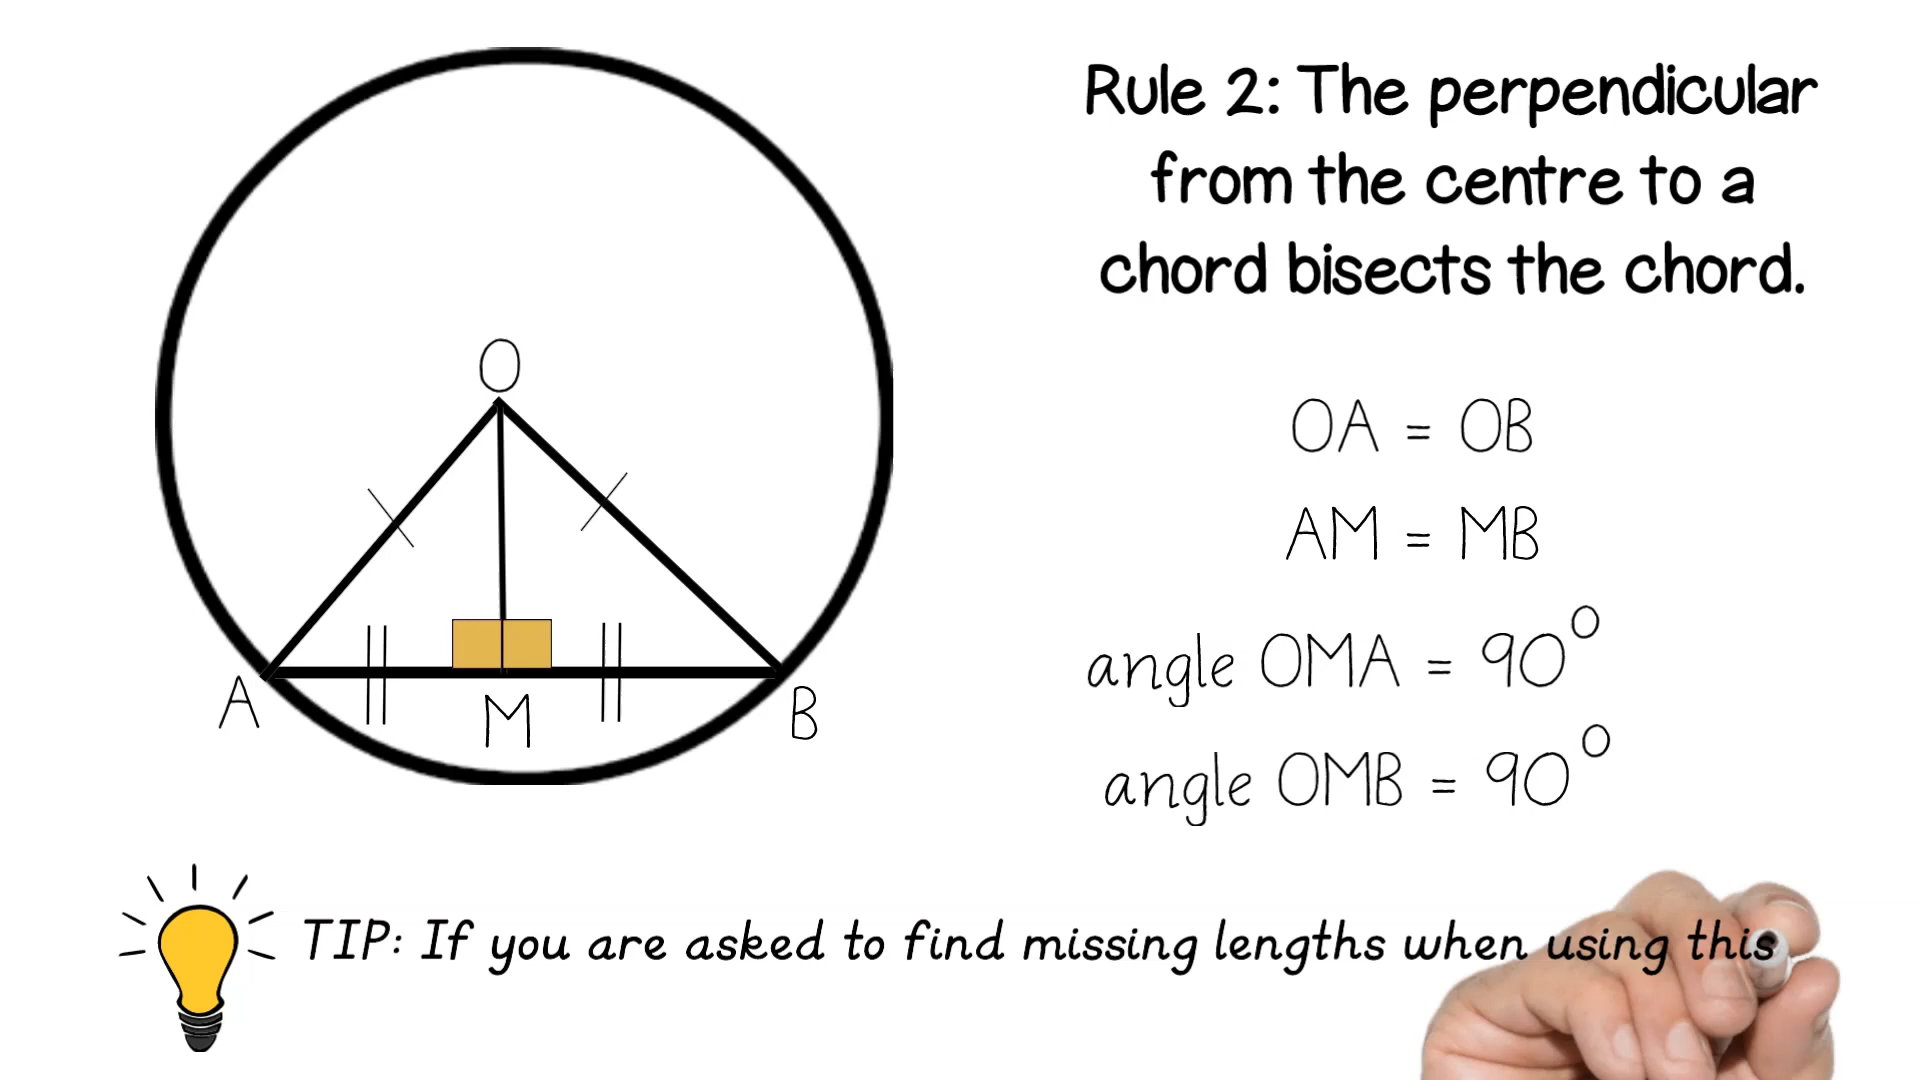 Rule 2: The perpendicular
from the centre to a
chord bisects the chord.
O
A
M
B
OA = OB
AM = MB
angle OMA = 90°
angle OMB = 90°
TIP: If you are asked to find missing lengths when using this